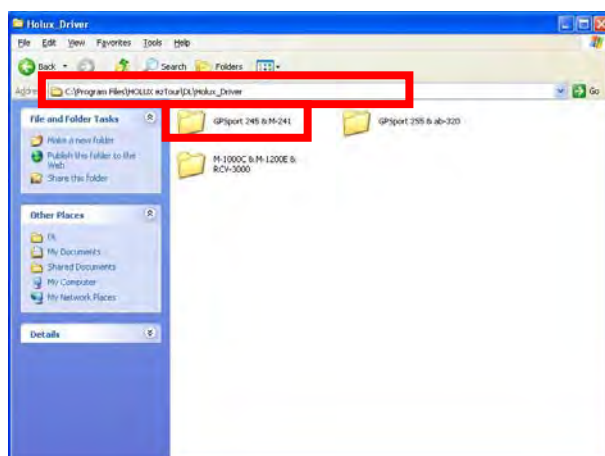 Holux_Driver
File Edit View Favorites Tools Help
Back Search Folders
C:\Program Files\HOLUX ezTour\DL\Holux_Driver Go
File and Folder Tasks
Make a new folder
Publish this folder to the
Web
Share this folder
Other Places
DL
My Documents
Shared Documents
My Computer
My Network Places
Details
GPSport 245 & M-241
GPSport 255 & ab-320
M-1000C & M-1200E &
RCV-3000